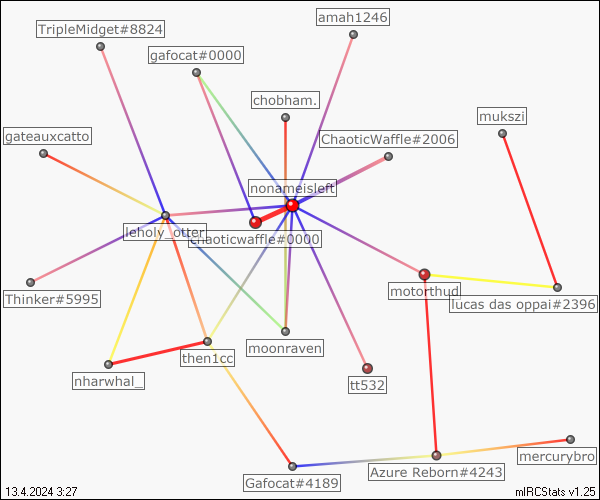 amah1246
TripleMidget#8824
gafocat#0000
chobham.
mukszi
gateauxcatto
ChaoticWaffle#2006
nonameisleft
leholy_otter
chaoticwaffle#0000
Thinker#5995
motorthud
lucas das oppai#2396
moonraven
then1cc
nharwhal_
tt532
mercurybro
Azure Reborn#4243
Gafocat#4189
13.4.2024 3:27
mIRCStats v1.25